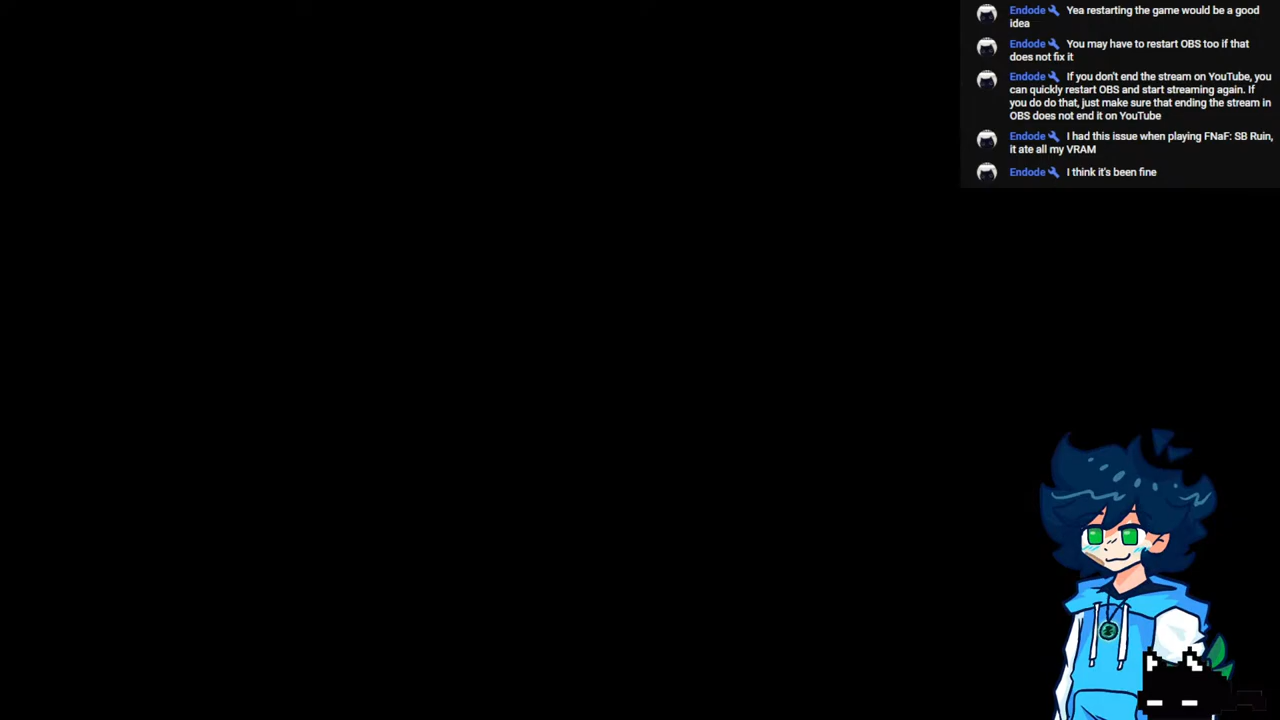 Endode Yea restarting the game would be a good
idea
Endode You may have to restart OBS too if that
does not fix it
Endode If you don't end the stream on YouTube, you
can quickly restart OBS and start streaming again. If
you do do that, just make sure that ending the stream in
OBS does not end it on YouTube
Endode I had this issue when playing FNaF: SB Ruin,
it ate all my VRAM
Endode I think it's been fine